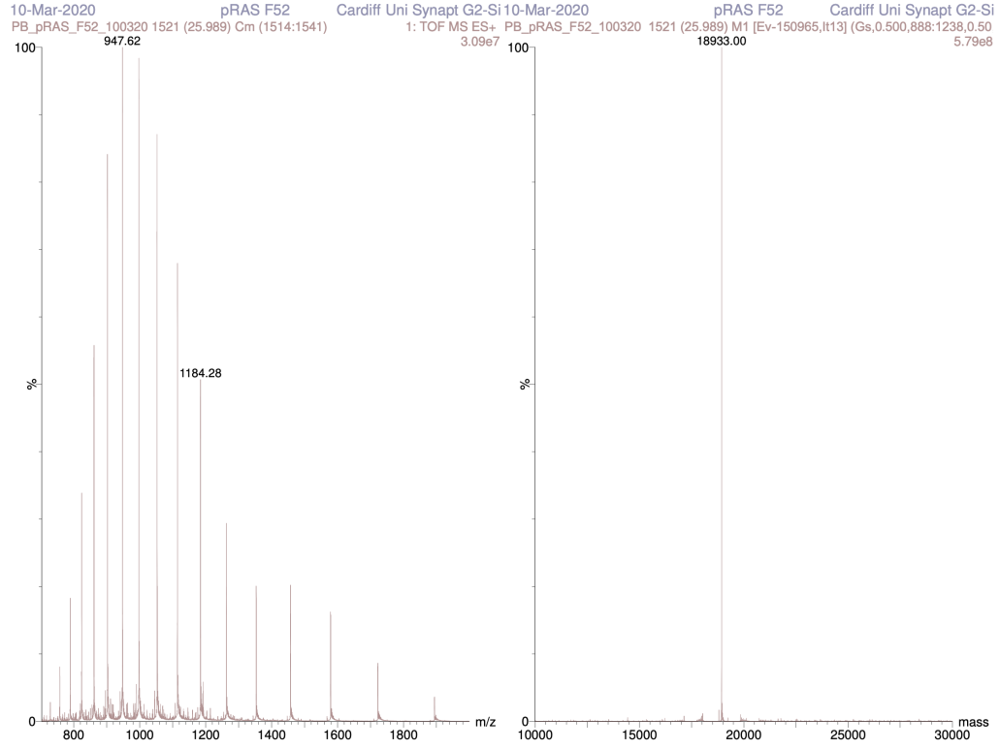 10-Mar-2020 pRAS F52 Cardiff Uni Synapt G2-Si
PB_pRAS_F52_100320 1521 (25.989) Cm (1514:1541) 1: TOF MS ES+
3.09e7
947.62
100
1184.28
%
0
800 1000 1200 1400 1600 1800 m/z
10-Mar-2020 pRAS F52 Cardiff Uni Synapt G2-Si
PB_pRAS_F52_100320 1521 (25.989) M1 [Ev-150965,It13] (Gs,0.500,888:1238,0.50
5.79e8
18933.00
100
%
0
10000 15000 20000 25000 30000 mass